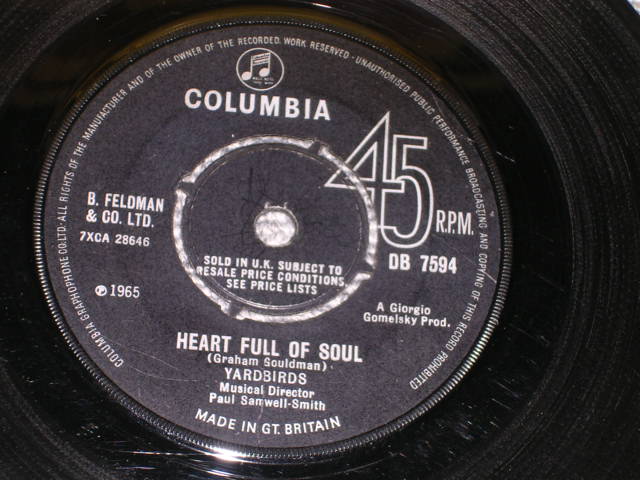 COLUMBIA GRAPHOPHONE CO. LTD.·ALL RIGHTS OF THE MANUFACTURER AND OF THE OWNER OF THE RECORDED WORK RESERVED·UNAUTHORISED PUBLIC PERFORMANCE BROADCASTING AND COPYING OF THIS RECORD PROHIBITED
COLUMBIA
45
R.P.M.
B. FELDMAN
& CO. LTD.
7XCA 28646
DB 7594
SOLD IN U.K. SUBJECT TO
RESALE PRICE CONDITIONS,
SEE PRICE LISTS
℗ 1965
A Giorgio
Gomelsky Prod.
HEART FULL OF SOUL
(Graham Gouldman)
YARDBIRDS
Musical Director
Paul Samwell-Smith
MADE IN GT. BRITAIN